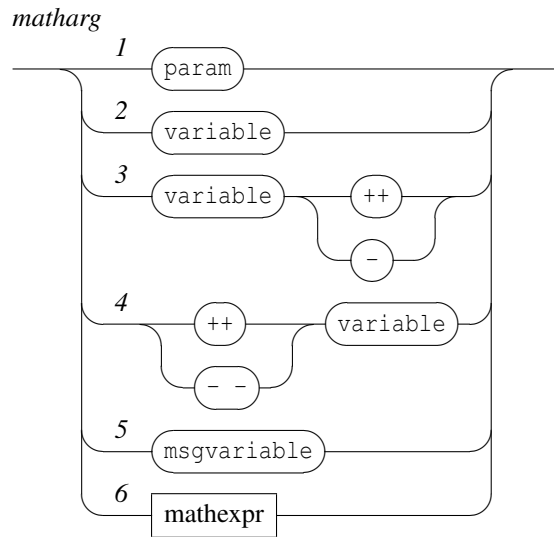 matharg
1 param
2 variable
3 variable ++
-
4 ++ variable
- -
5 msgvariable
6 mathexpr